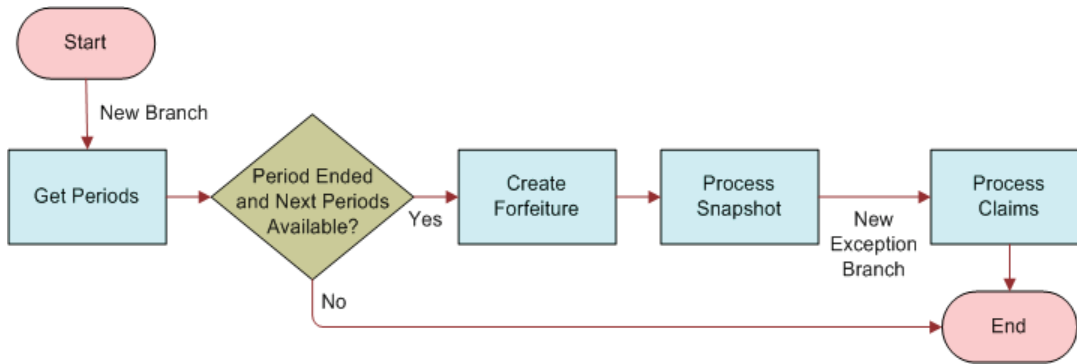 Start
New Branch
Get Periods
Period Ended
and Next Periods
Available?
Yes
No
Create
Forfeiture
Process
Snapshot
New
Exception
Branch
Process
Claims
End